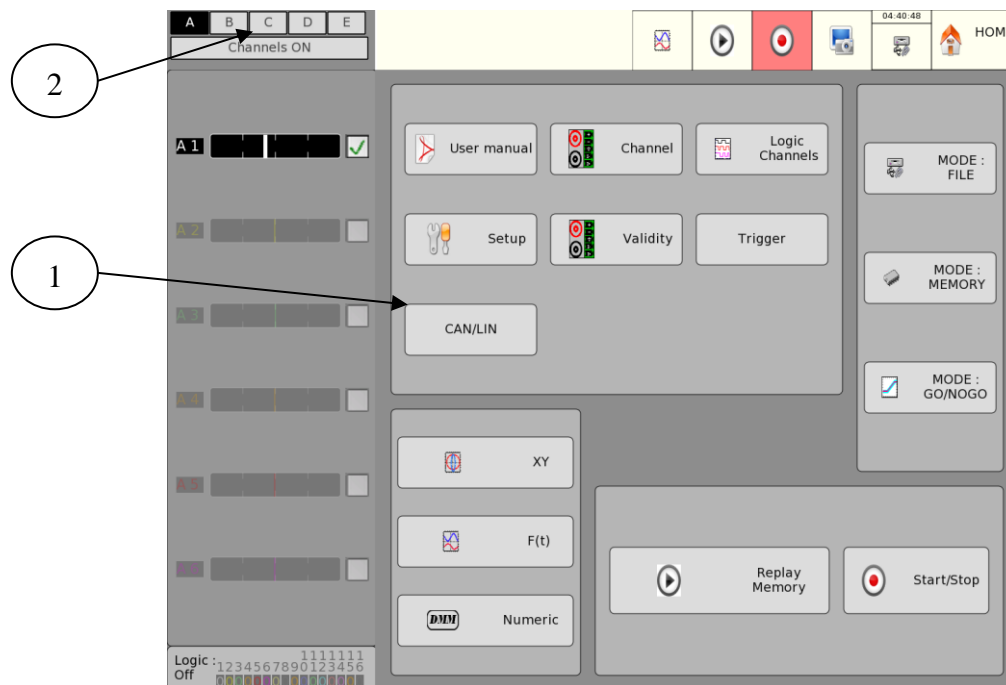 A B C D E
Channels ON
04:40:48
HOM
2
A 1
User manual
Channel
Logic
Channels
MODE :
FILE
A 2
Setup
Validity
Trigger
1
MODE :
MEMORY
A 3
CAN/LIN
MODE :
GO/NOGO
A 4
XY
A 5
F(t)
Replay
Memory
Start/Stop
A 6
DMM
Numeric
Logic :
Off
1111111
1234567890123456